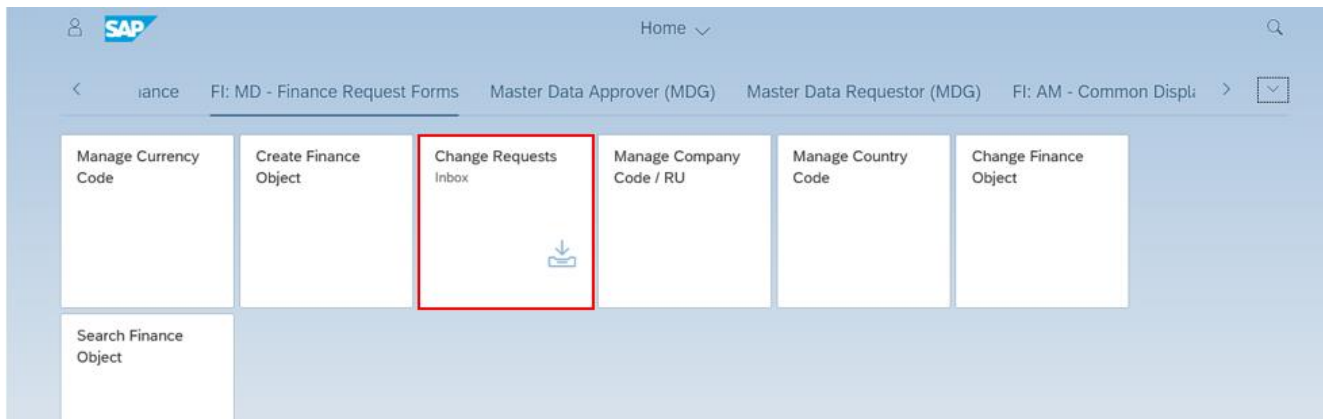 SAP
Home
iance FI: MD - Finance Request Forms Master Data Approver (MDG) Master Data Requestor (MDG) FI: AM - Common Displa
Manage Currency
Code
Create Finance
Object
Change Requests
Inbox
Manage Company
Code / RU
Manage Country
Code
Change Finance
Object
Search Finance
Object